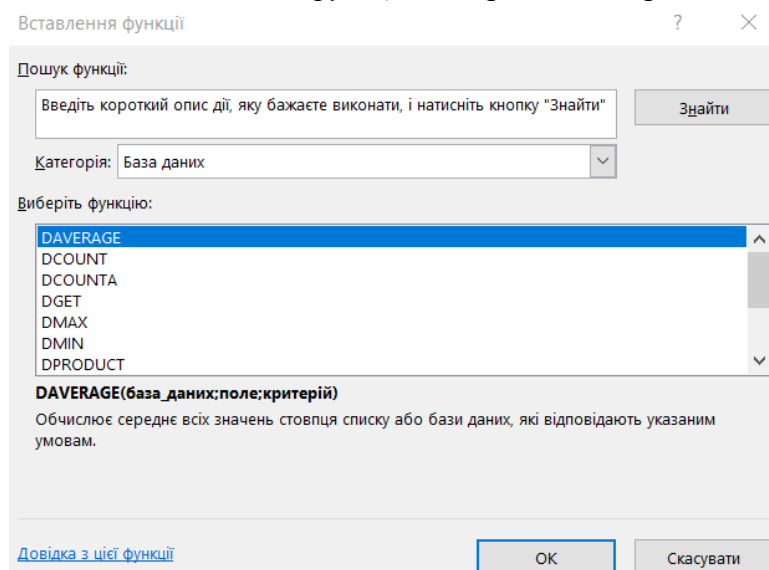 Вставлення функції
?
Пошук функції:
Введіть короткий опис дії, яку бажаєте виконати, і натисніть кнопку "Знайти"
Знайти
Категорія: База даних
Виберіть функцію:
DAVERAGE
DCOUNT
DCOUNTA
DGET
DMAX
DMIN
DPRODUCT
DAVERAGE(база_даних;поле;критерій)
Обчислює середнє всіх значень стовпця списку або бази даних, які відповідають указаним
умовам.
Довідка з цієї функції
ОК
Скасувати